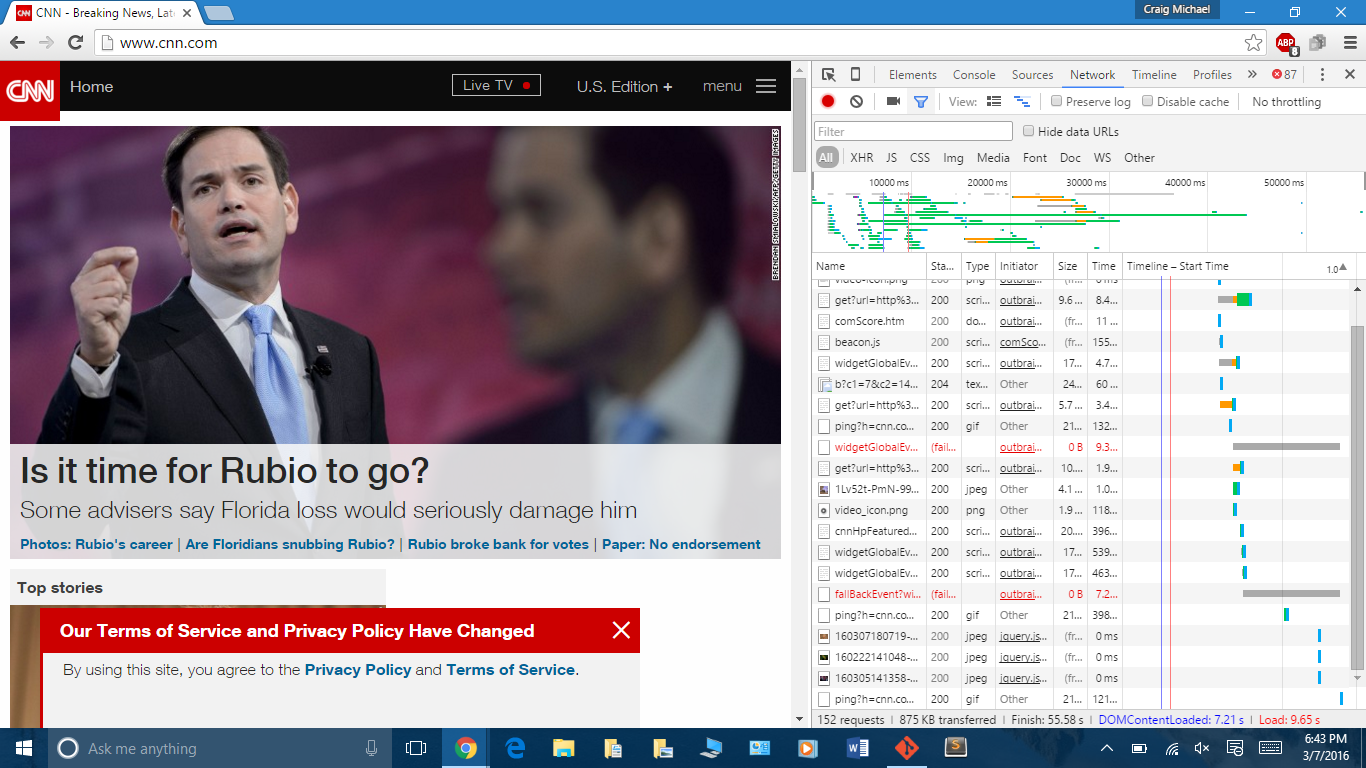 CNN - Breaking News, Late
Craig Michael
www.cnn.com
ABP
8
CNN
Home
Live TV
U.S. Edition +
menu
BRENDAN SMIALOWSKI/AFP/GETTY IMAGES
Is it time for Rubio to go?
Some advisers say Florida loss would seriously damage him
Photos: Rubio's career | Are Floridians snubbing Rubio? | Rubio broke bank for votes | Paper: No endorsement
Top stories
Our Terms of Service and Privacy Policy Have Changed
By using this site, you agree to the Privacy Policy and Terms of Service.
Elements Console Sources Network Timeline Profiles » 87
View: Preserve log Disable cache No throttling
Filter Hide data URLs
All XHR JS CSS Img Media Font Doc WS Other
10000 ms 20000 ms 30000 ms 40000 ms 50000 ms
Name Sta... Type Initiator Size Time Timeline – Start Time 1.0
video-icon.png 200 png outbrai... (fr... 0 ms
get?url=http%3... 200 scri... outbrai... 9.6 ... 8.4...
comScore.htm 200 do... outbrai... (fr... 11 ...
beacon.js 200 scri... comSco... (fr... 155...
widgetGlobalEv... 200 scri... outbrai... 17... 4.7...
b?c1=7&c2=14... 204 tex... Other 24... 60 ...
get?url=http%3... 200 scri... outbrai... 5.7 ... 3.4...
ping?h=cnn.co... 200 gif Other 21... 132...
widgetGlobalEv... (fail... outbrai... 0 B 9.3...
get?url=http%3... 200 scri... outbrai... 10.... 1.9...
1Lv52t-PmN-99... 200 jpeg Other 4.1 ... 1.0...
video_icon.png 200 png Other 1.9 ... 118...
cnnHpFeatured... 200 scri... outbrai... 20.... 396...
widgetGlobalEv... 200 scri... outbrai... 17... 539...
widgetGlobalEv... 200 scri... outbrai... 17... 463...
fallBackEvent?wi... (fail... outbrai... 0 B 7.2...
ping?h=cnn.co... 200 gif Other 21... 398...
160307180719-... 200 jpeg jquery.js... (fr... 0 ms
160222141048-... 200 jpeg jquery.js... (fr... 0 ms
160305141358-... 200 jpeg jquery.js... (fr... 0 ms
ping?h=cnn.co... 200 gif Other 21... 121...
152 requests | 875 KB transferred | Finish: 55.58 s | DOMContentLoaded: 7.21 s | Load: 9.65 s
Ask me anything
6:43 PM
3/7/2016